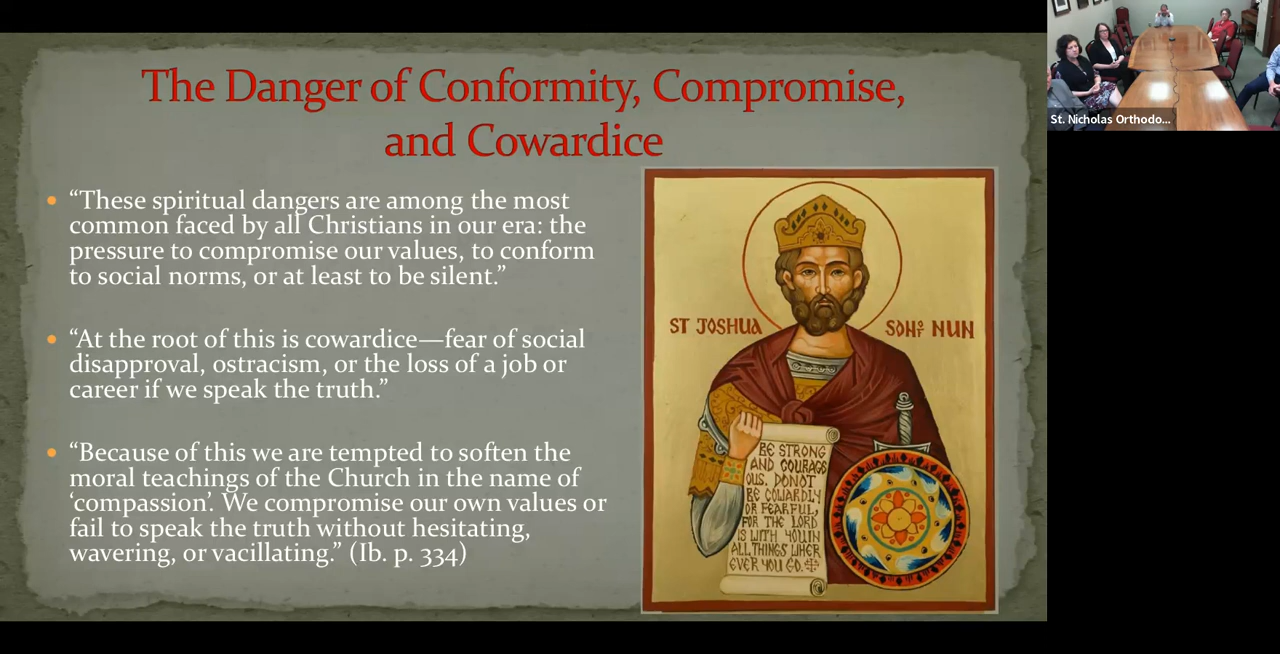 The Danger of Conformity, Compromise,
and Cowardice
• “These spiritual dangers are among the most
common faced by all Christians in our era: the
pressure to compromise our values, to conform
to social norms, or at least to be silent.”
• “At the root of this is cowardice—fear of social
disapproval, ostracism, or the loss of a job or
career if we speak the truth.”
• “Because of this we are tempted to soften the
moral teachings of the Church in the name of
‘compassion’. We compromise our own values or
fail to speak the truth without hesitating,
wavering, or vacillating.” (Ib. p. 334)
ST JOSHUA SON OF NUN
BE STRONG
AND COURAGE
OUS. DO NOT
BE COWARDLY
OR FEARFUL,
FOR THE LORD
IS WITH YOU IN
ALL THINGS WHER
EVER YOU GO.
St. Nicholas Orthodo...